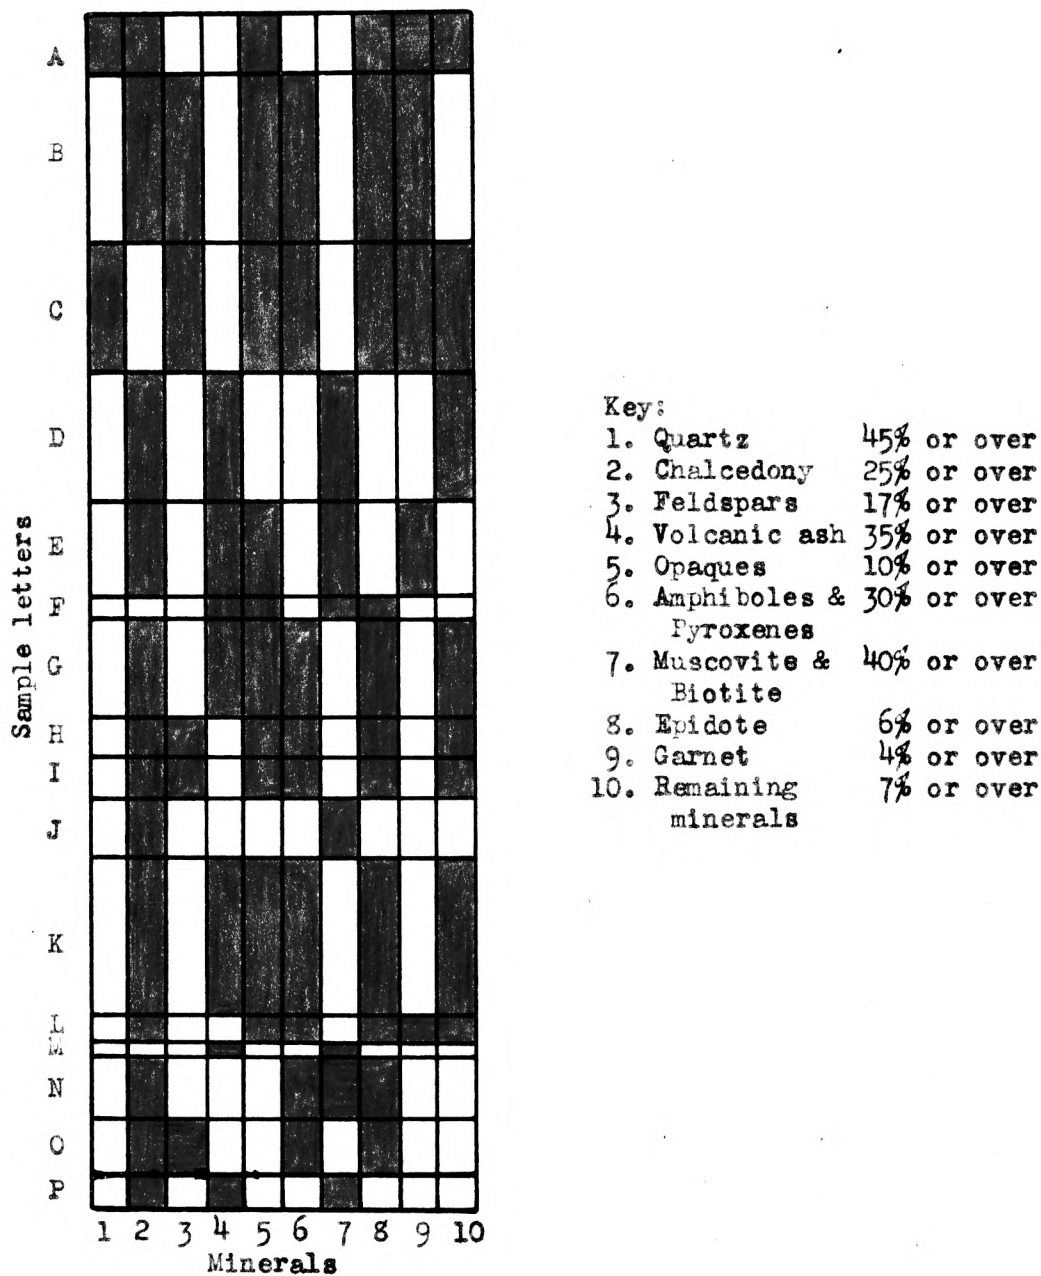 A
B
C
D
E
F
G
H
I
J
K
L
M
N
O
P
Sample letters
1 2 3 4 5 6 7 8 9 10
Minerals
Key:
1. Quartz 45% or over
2. Chalcedony 25% or over
3. Feldspars 17% or over
4. Volcanic ash 35% or over
5. Opaques 10% or over
6. Amphiboles & 30% or over
Pyroxenes
7. Muscovite & 40% or over
Biotite
8. Epidote 6% or over
9. Garnet 4% or over
10. Remaining 7% or over
minerals